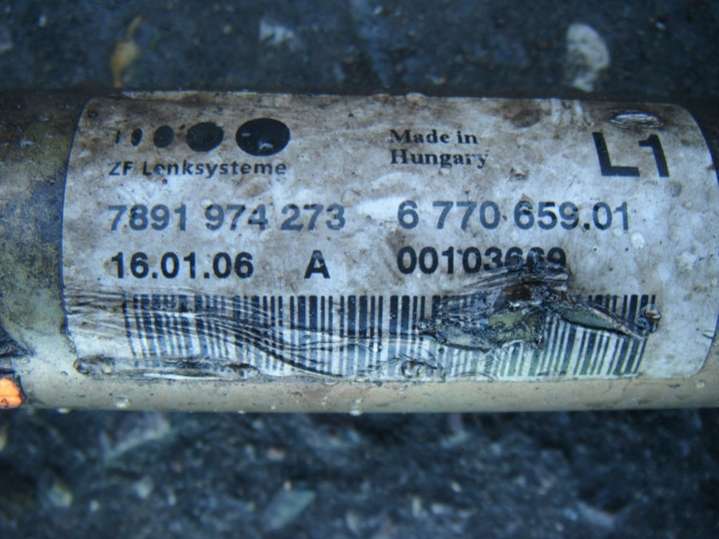 ZF Lenksysteme
Made in
Hungary
L1
7891 974 273 6 770 659.01
16.01.06 A